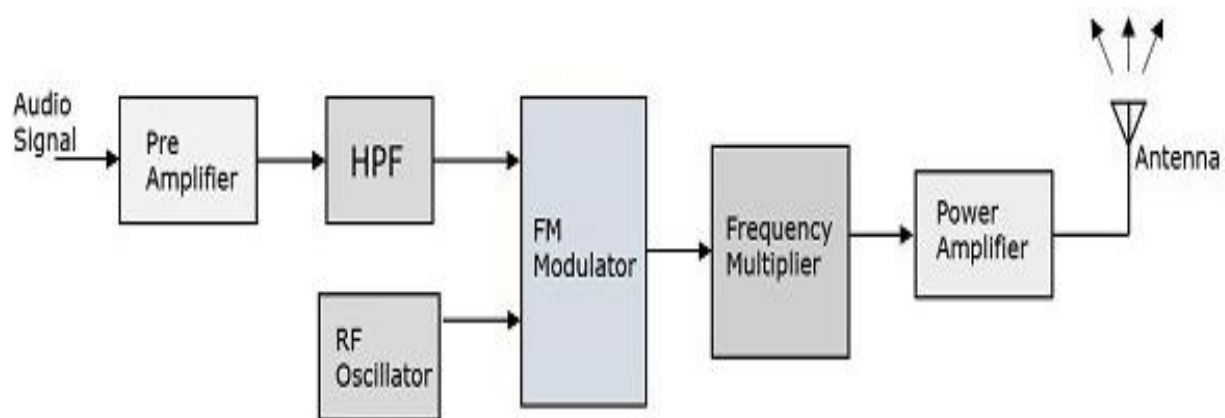 Audio
Signal
Pre
Amplifier
HPF
RF
Oscillator
FM
Modulator
Frequency
Multiplier
Power
Amplifier
Antenna